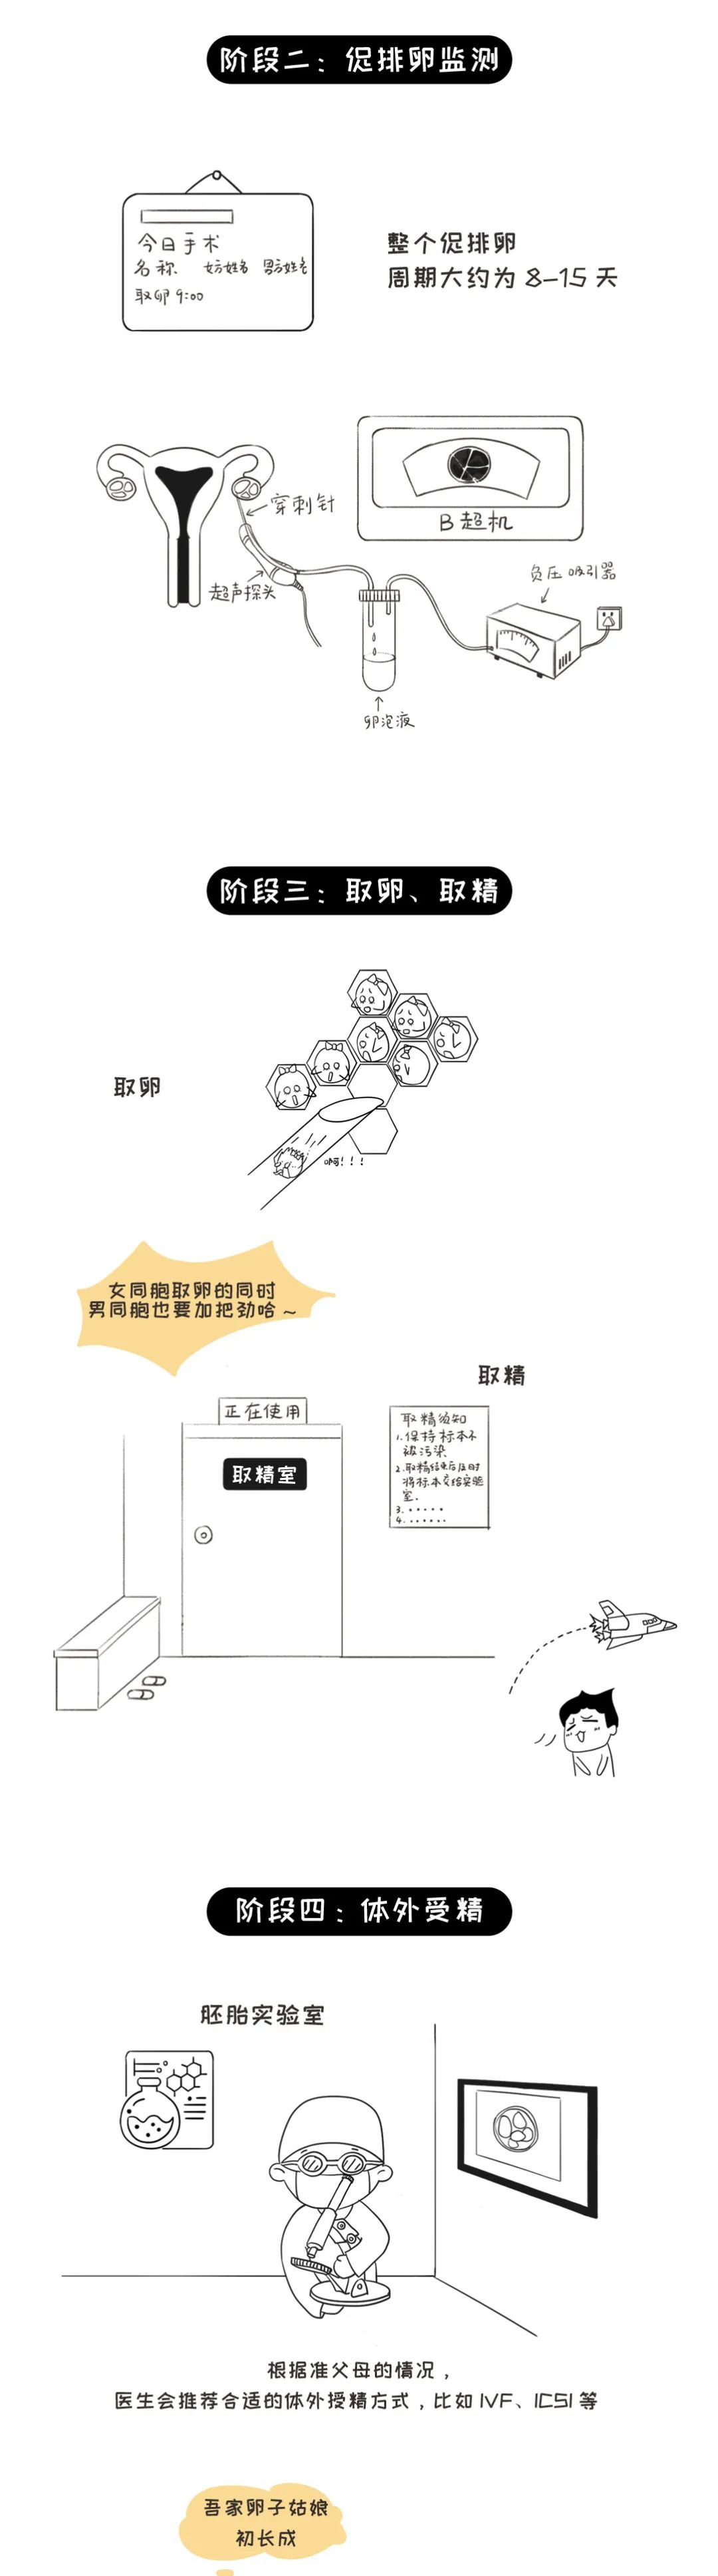 阶段二：促排卵监测
今日手术
名称、 女方姓名 男方姓名
取卵 9:00
整个促排卵
周期大约为 8-15 天
穿刺针
超声探头
B超机
负压吸引器
卵泡液
阶段三：取卵、取精
取卵
啊！！！
女同胞取卵的同时
男同胞也要加把劲哈～
取精
正在使用
取精室
取精须知
1.保持标本不
被污染
2.取精结束后及时
将标本交给实验
室。
3.·····
4.······
阶段四：体外受精
胚胎实验室
根据准父母的情况，
医生会推荐合适的体外授精方式，比如 IVF、ICSI 等
吾家卵子姑娘
初长成